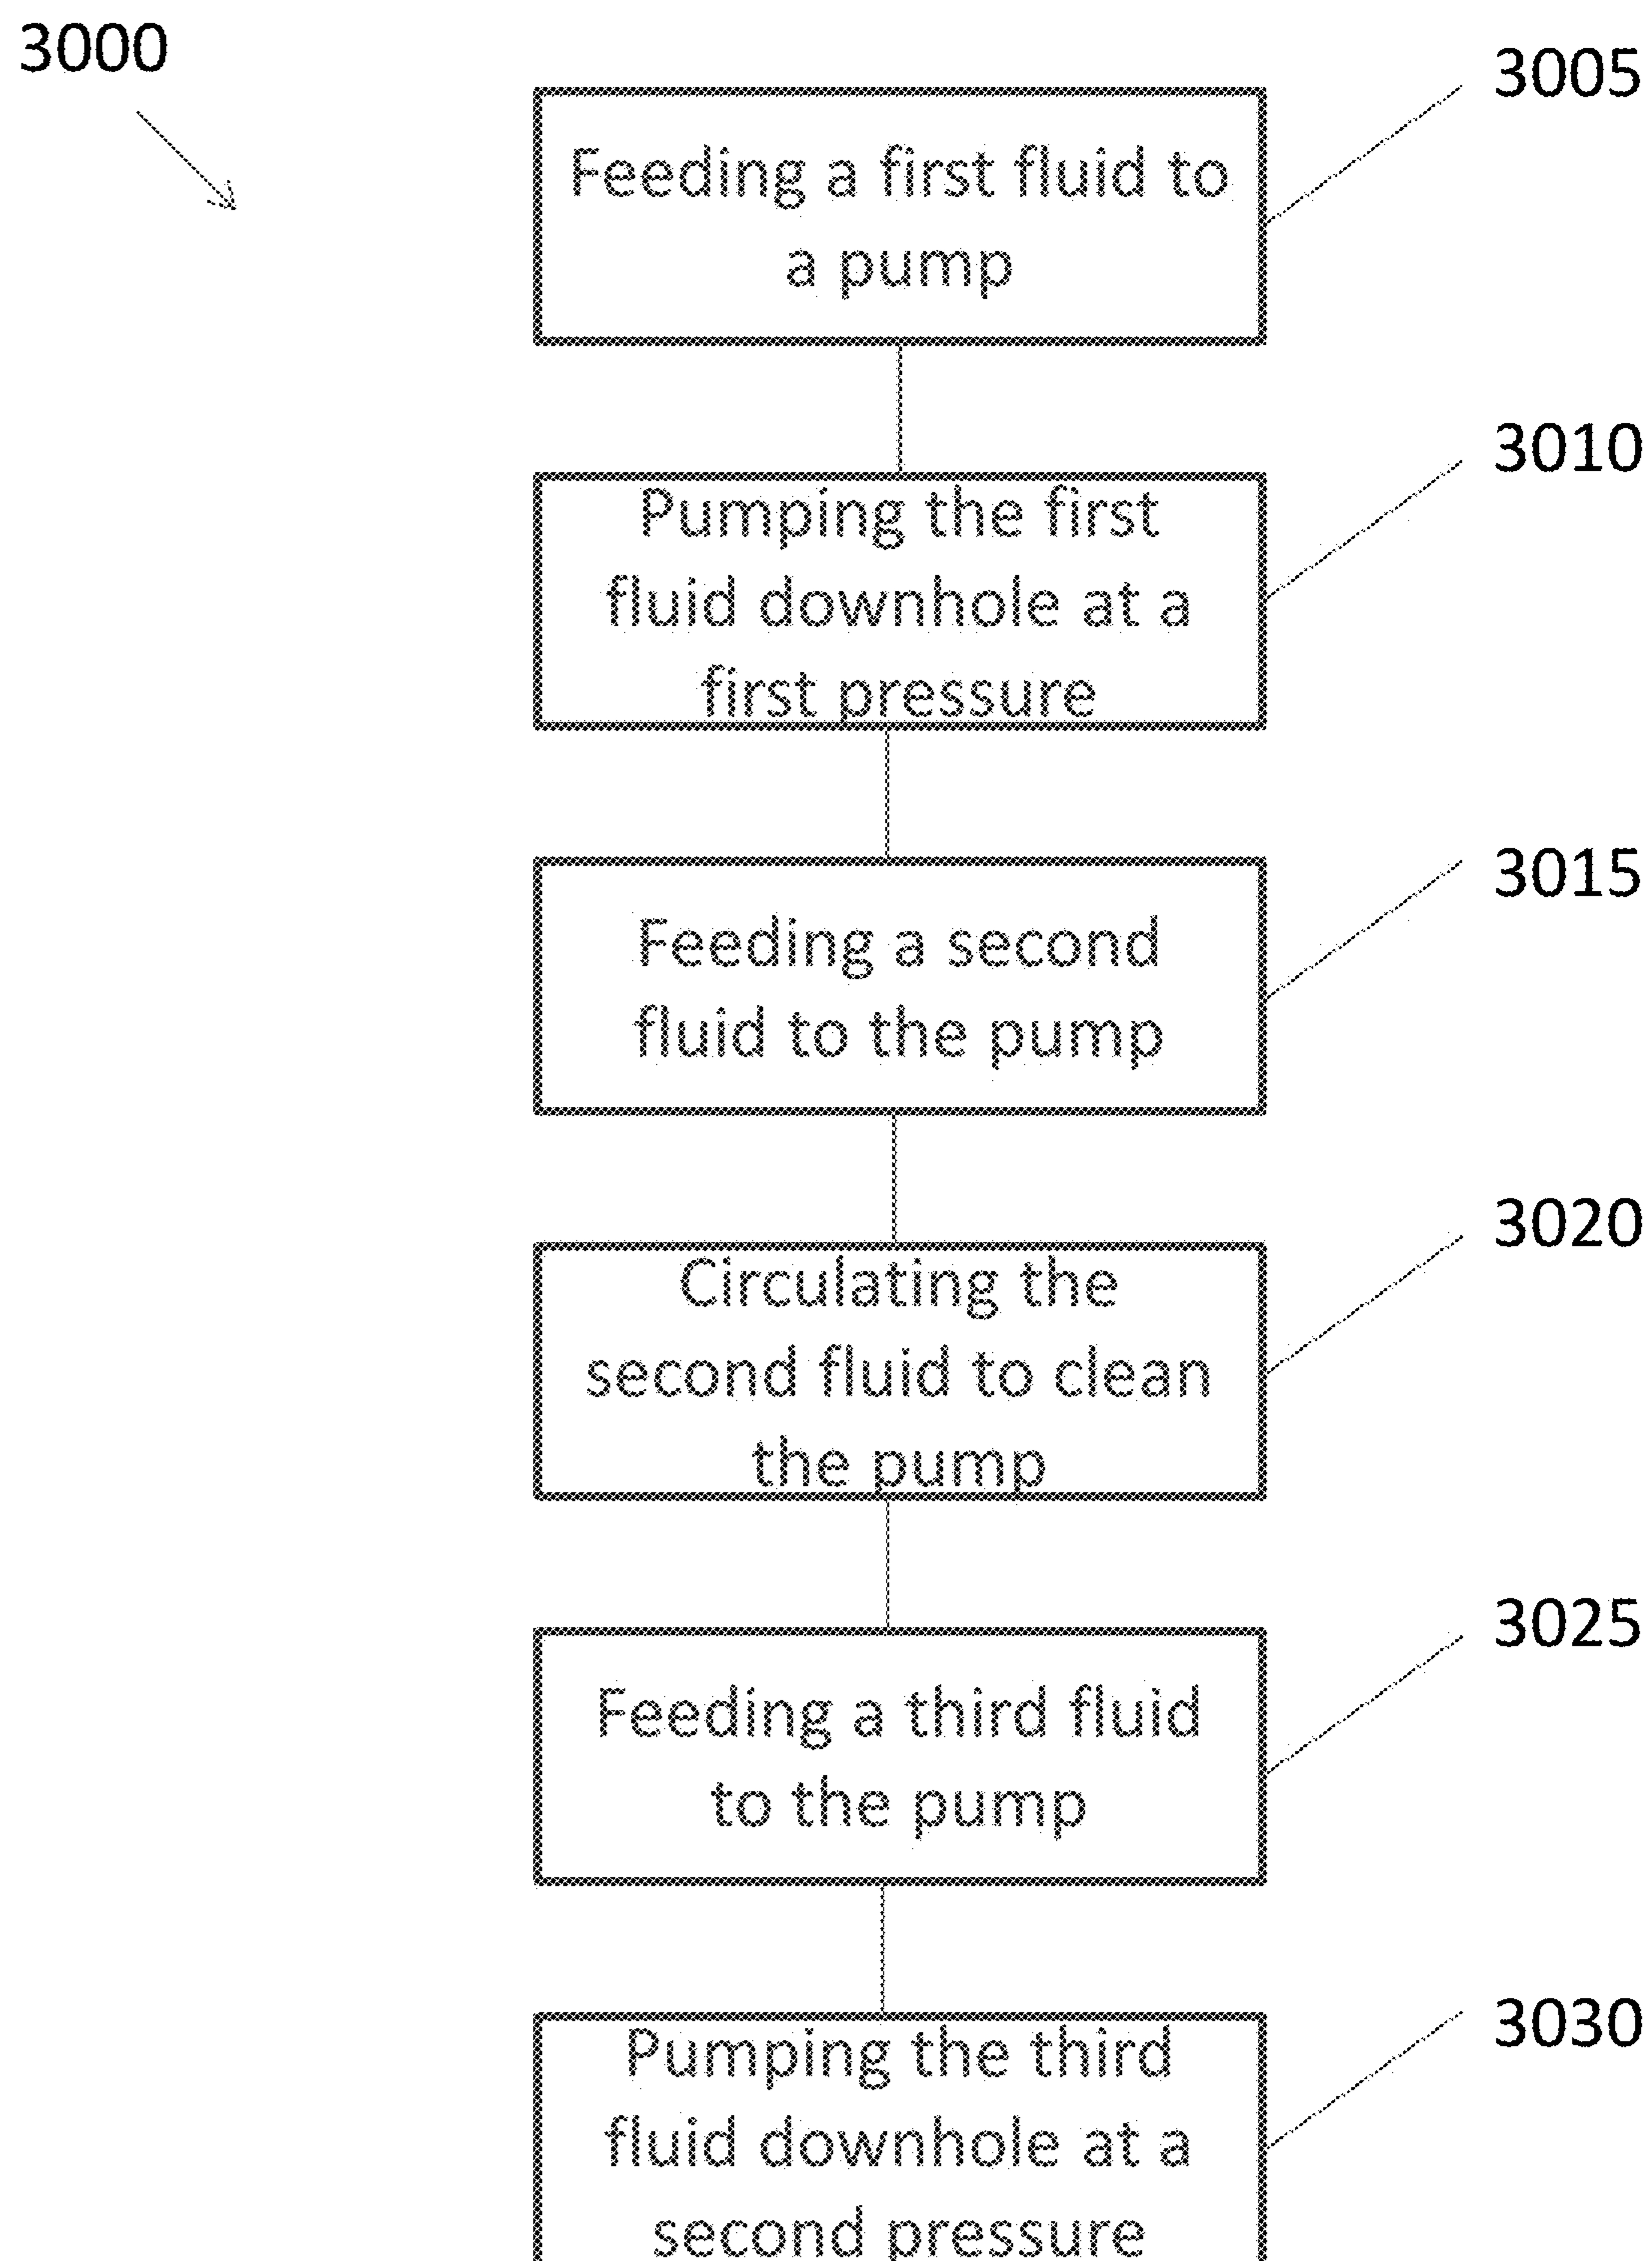 3000
3005
Feeding a first fluid to
a pump
3010
Pumping the first
fluid downhole at a
first pressure
3015
Feeding a second
fluid to the pump
3020
Circulating the
second fluid to clean
the pump
3025
Feeding a third fluid
to the pump
3030
Pumping the third
fluid downhole at a
second pressure